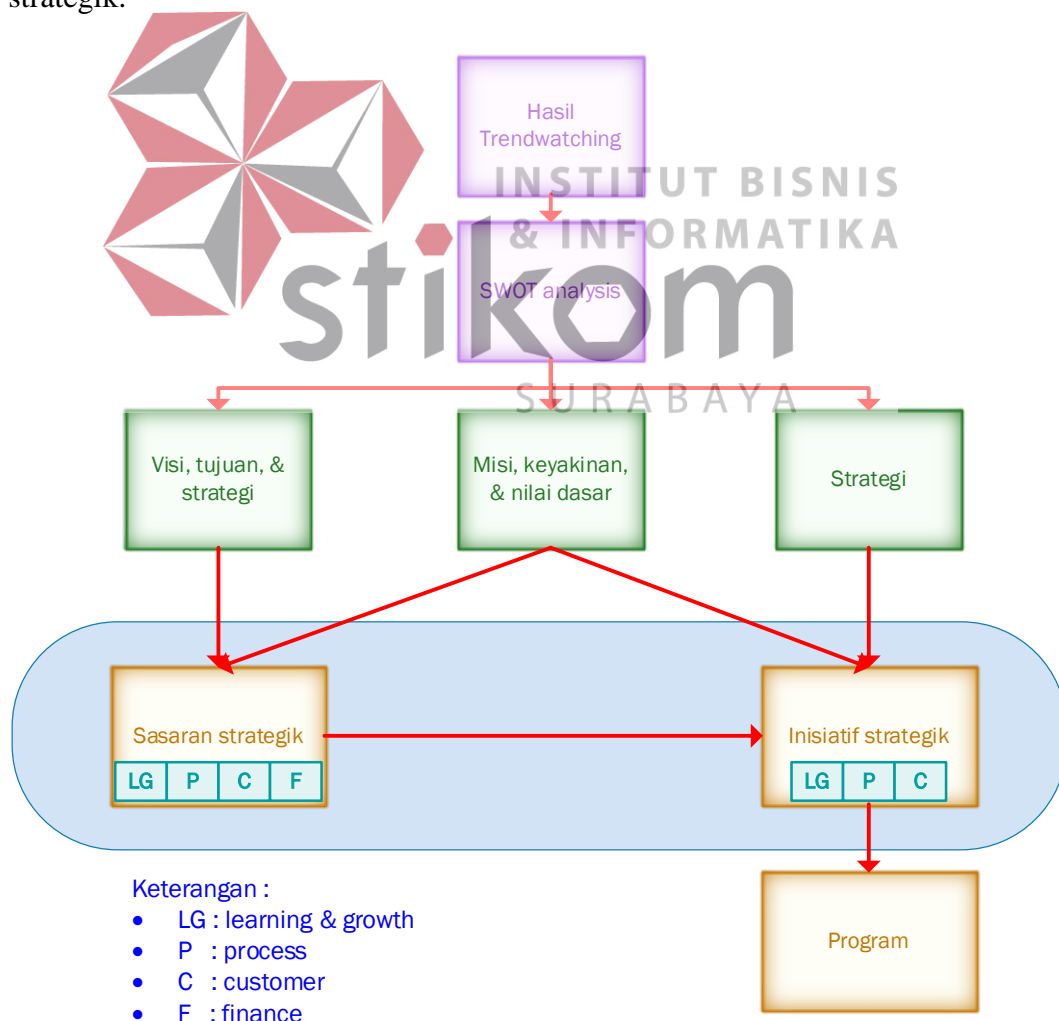 strategik.
Hasil
Trendwatching
INSTITUT BISNIS
& INFORMATIKA
stikom
SURABAYA
SWOT analysis
Visi, tujuan, &
strategi
Misi, keyakinan,
& nilai dasar
Strategi
Sasaran strategik
LG P C F
Inisiatif strategik
LG P C
Keterangan :
• LG : learning & growth
• P : process
• C : customer
• F : finance
Program